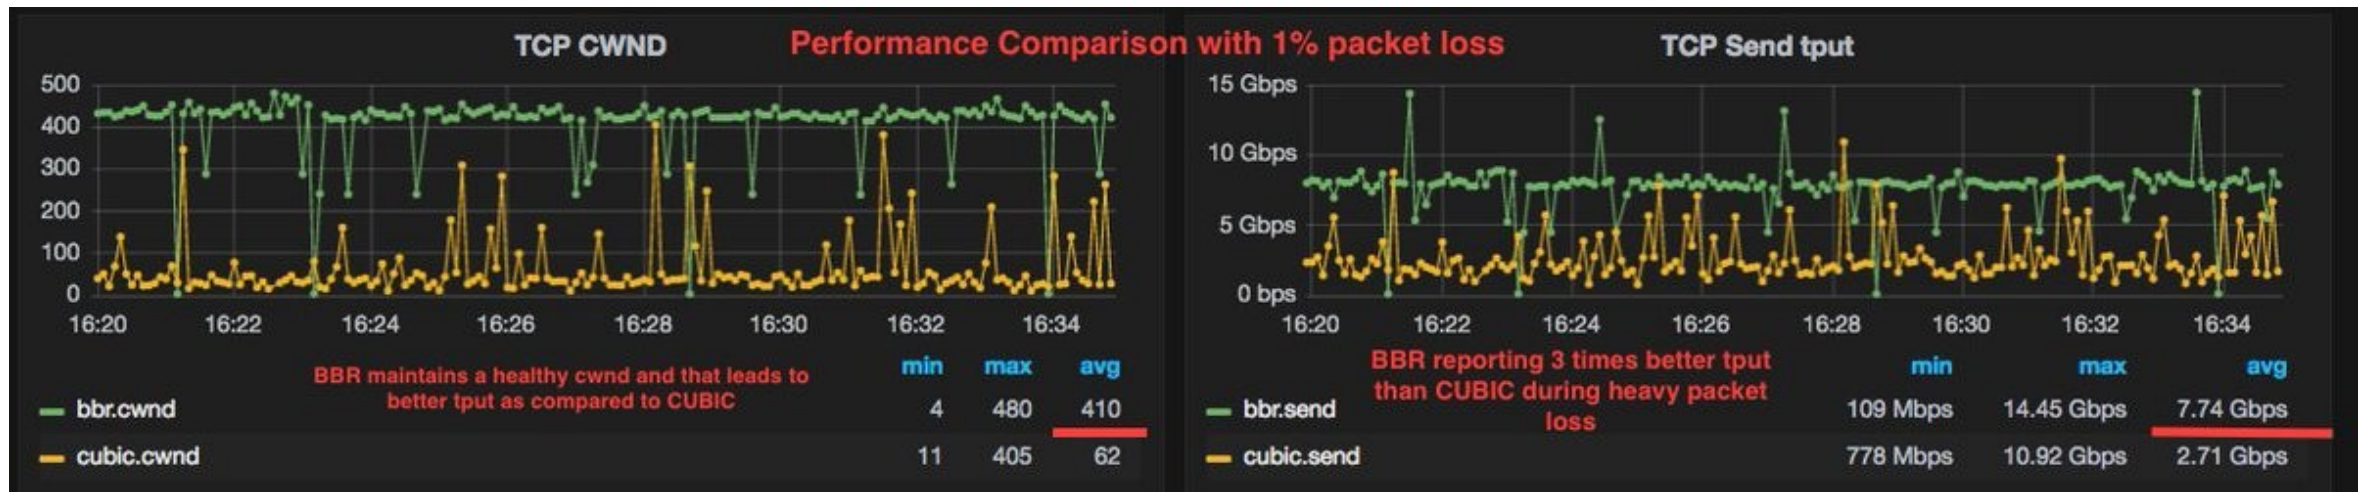 TCP CWND
Performance Comparison with 1% packet loss
TCP Send tput
500
400
300
200
100
0
16:20 16:22 16:24 16:26 16:28 16:30 16:32 16:34
BBR maintains a healthy cwnd and that leads to
better tput as compared to CUBIC
min max avg
bbr.cwnd 4 480 410
cubic.cwnd 11 405 62
15 Gbps
10 Gbps
5 Gbps
0 bps
16:20 16:22 16:24 16:26 16:28 16:30 16:32 16:34
BBR reporting 3 times better tput
than CUBIC during heavy packet
loss
min max avg
bbr.send 109 Mbps 14.45 Gbps 7.74 Gbps
cubic.send 778 Mbps 10.92 Gbps 2.71 Gbps